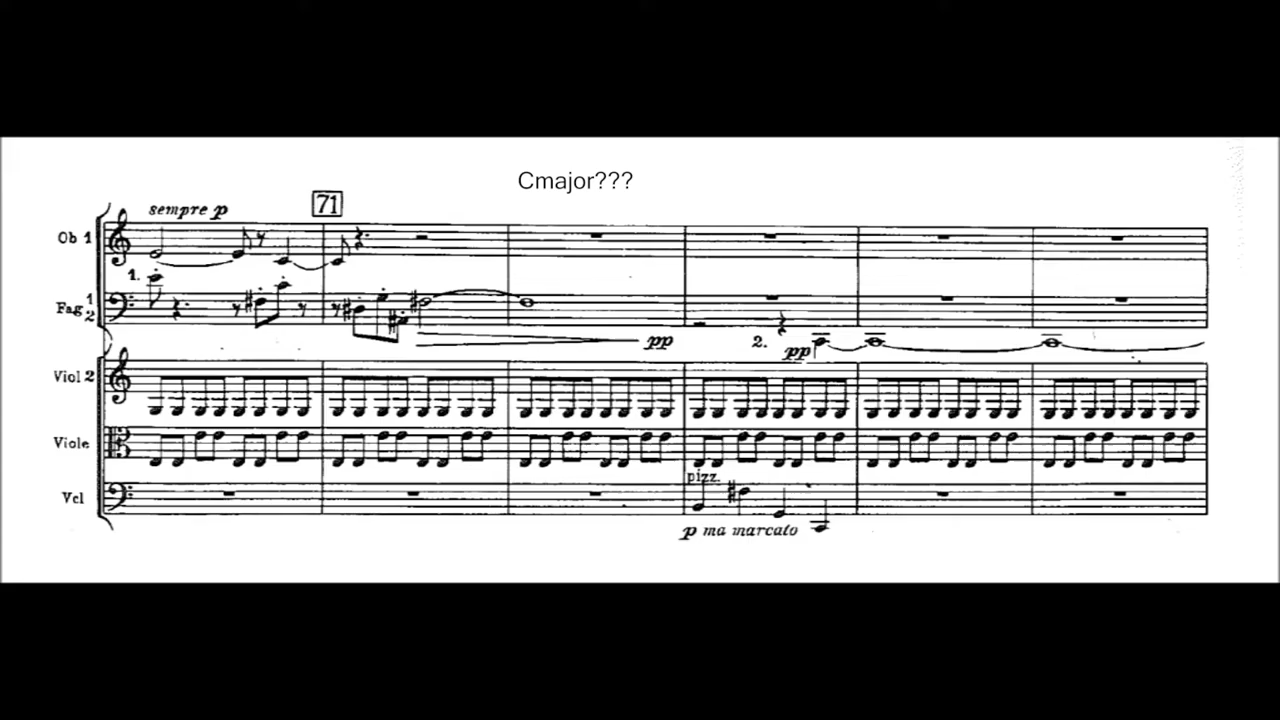 Cmajor???
71
sempre p
Ob 1
1.
Fag 1 2
pp
2.
pp
Viol 2
Viole
pizz.
Vcl
p ma marcato